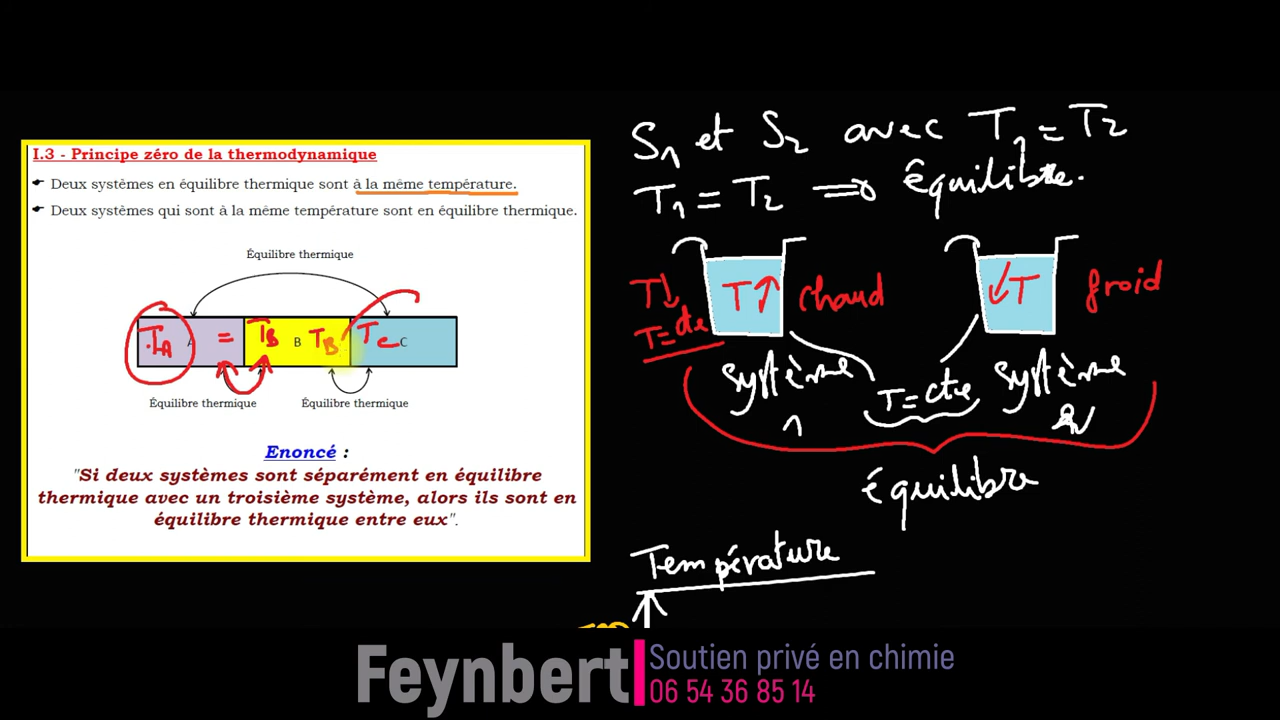 I.3 - Principe zéro de la thermodynamique
Deux systèmes en équilibre thermique sont à la même température.
Deux systèmes qui sont à la même température sont en équilibre thermique.
Équilibre thermique
TA A = TB B TB Tc C
Équilibre thermique Équilibre thermique
Enoncé :
"Si deux systèmes sont séparément en équilibre
thermique avec un troisième système, alors ils sont en
équilibre thermique entre eux".
S1 et S2 avec T1 = T2
T1 = T2 ⇒ équilibre.
T↓ T↑ chaud ↓T froid
T = cte
Système Système
1 2
T = cte
équilibre
Température
Feynbert
Soutien privé en chimie
06 54 36 85 14